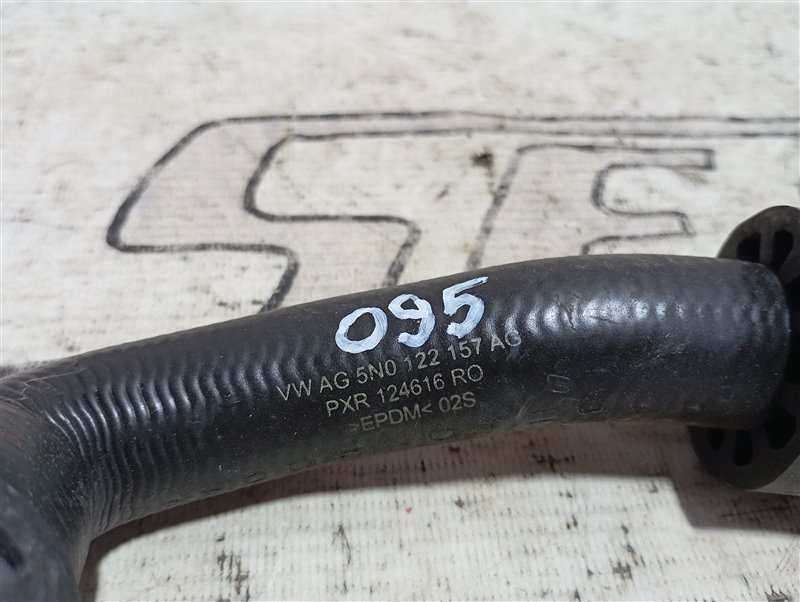 095
VW AG 5N0 122 157 AG
PXR 124616 RO
>EPDM< 02S